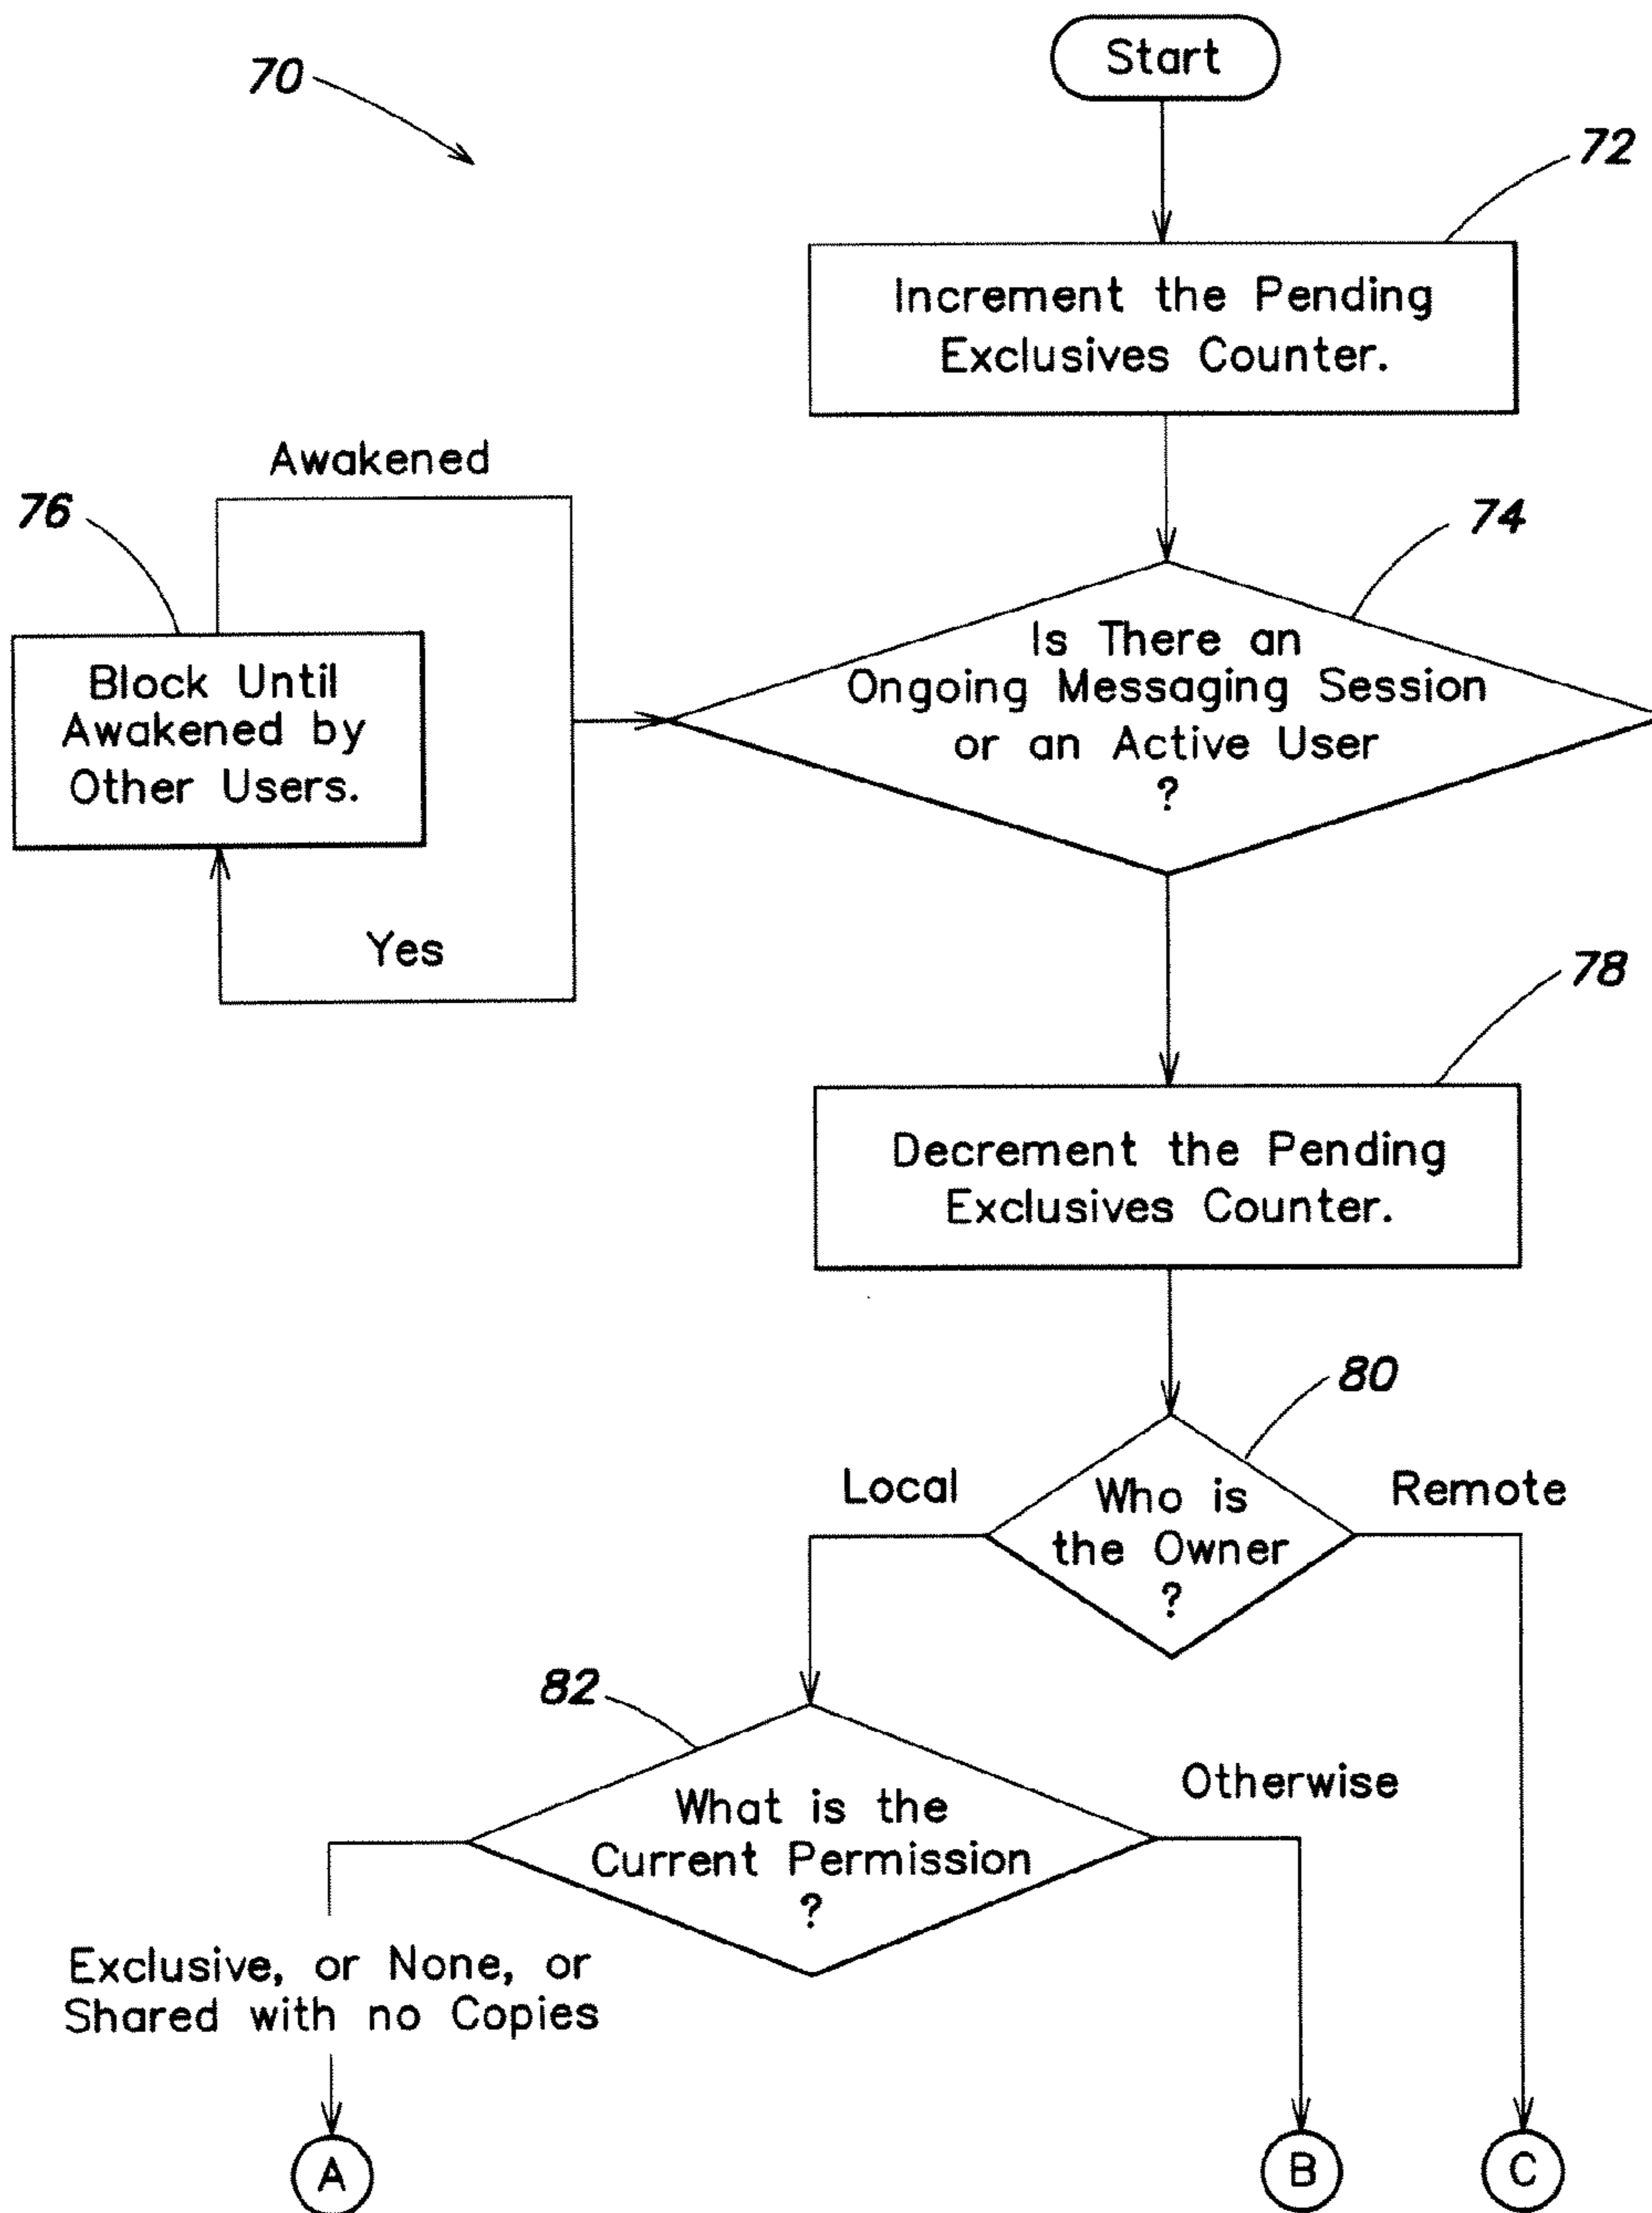 Start
70
72
Increment the Pending
Exclusives Counter.
Awakened
76
74
Block Until
Awakened by
Other Users.
Is There an
Ongoing Messaging Session
or an Active User
?
Yes
78
Decrement the Pending
Exclusives Counter.
80
Local
Who is
the Owner
?
Remote
82
What is the
Current Permission
?
Otherwise
Exclusive, or None, or
Shared with no Copies
A
B
C